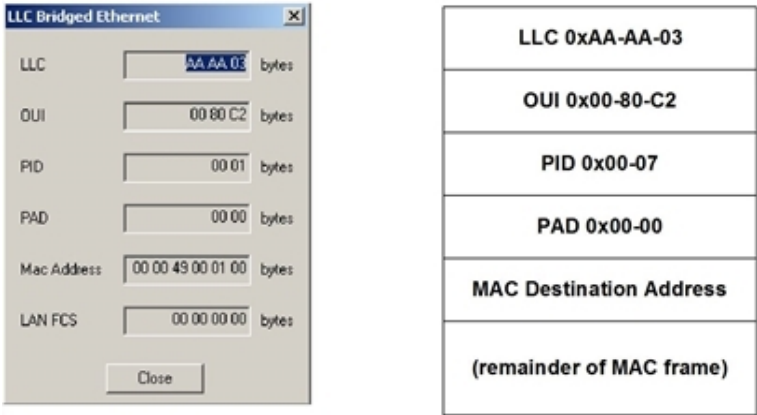 LLC Bridged Ethernet
LLC AA AA 03 bytes
OUI 00 80 C2 bytes
PID 00 01 bytes
PAD 00 00 bytes
Mac Address 00 00 49 00 01 00 bytes
LAN FCS 00 00 00 00 bytes
Close
LLC 0xAA-AA-03
OUI 0x00-80-C2
PID 0x00-07
PAD 0x00-00
MAC Destination Address
(remainder of MAC frame)